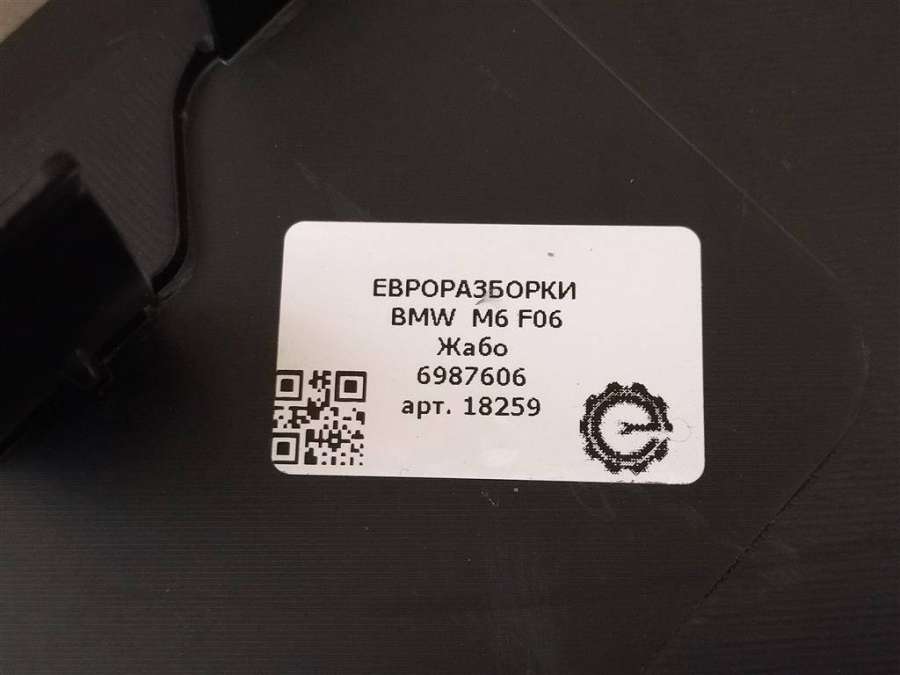 ЕВРОРАЗБОРКИ
BMW M6 F06
Жабо
6987606
арт. 18259